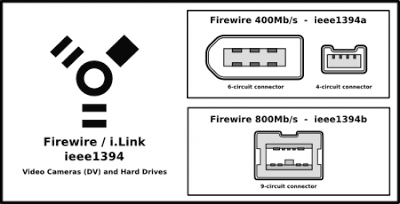 Firewire / i.Link
ieee1394
Video Cameras (DV) and Hard Drives
Firewire 400Mb/s - ieee1394a
6-circuit connector
4-circuit connector
Firewire 800Mb/s - ieee1394b
9-circuit connector